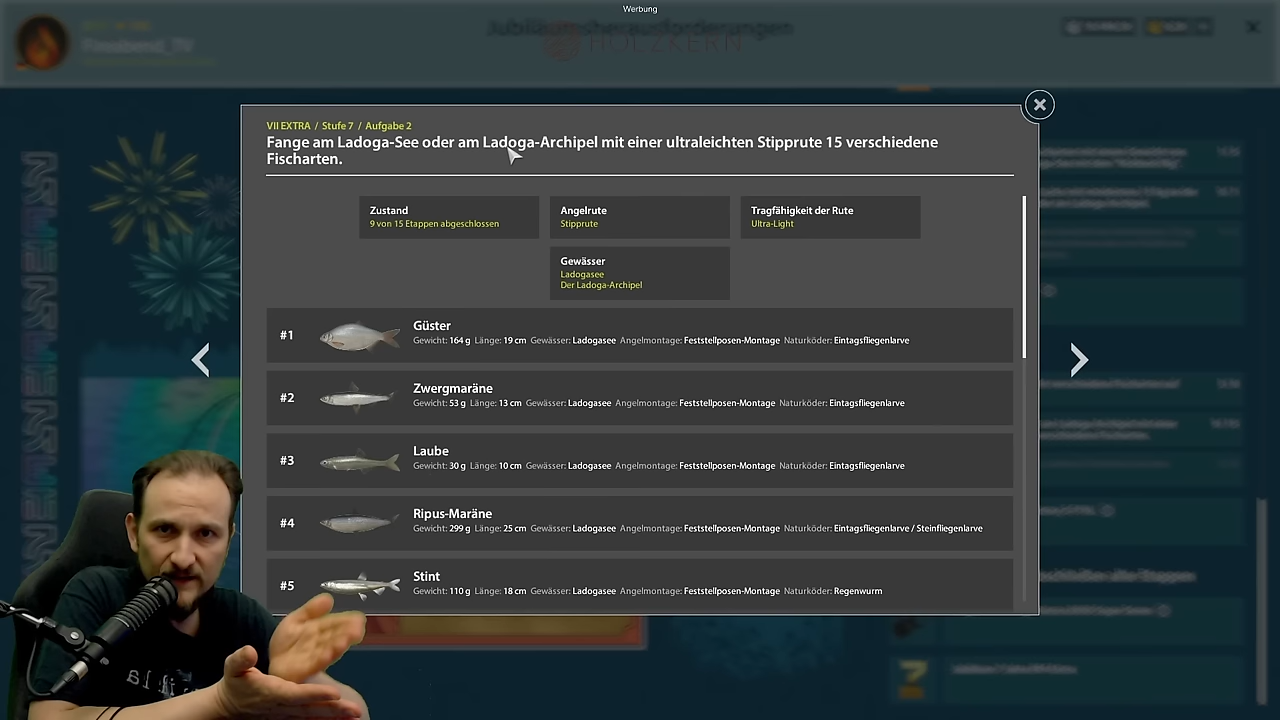 Werbung
Jubiläumsherausforderungen
HOLZKERN
VII EXTRA / Stufe 7 / Aufgabe 2
Fange am Ladoga-See oder am Ladoga-Archipel mit einer ultraleichten Stipprute 15 verschiedene
Fischarten.
Zustand
9 von 15 Etappen abgeschlossen
Angelrute
Stipprute
Tragfähigkeit der Rute
Ultra-Light
Gewässer
Ladogasee
Der Ladoga-Archipel
#1
Güster
Gewicht: 164 g Länge: 19 cm Gewässer: Ladogasee Angelmontage: Feststellposen-Montage Naturköder: Eintagsfliegenlarve
#2
Zwergmaräne
Gewicht: 53 g Länge: 13 cm Gewässer: Ladogasee Angelmontage: Feststellposen-Montage Naturköder: Eintagsfliegenlarve
#3
Laube
Gewicht: 30 g Länge: 10 cm Gewässer: Ladogasee Angelmontage: Feststellposen-Montage Naturköder: Eintagsfliegenlarve
#4
Ripus-Maräne
Gewicht: 299 g Länge: 25 cm Gewässer: Ladogasee Angelmontage: Feststellposen-Montage Naturköder: Eintagsfliegenlarve / Steinfliegenlarve
#5
Stint
Gewicht: 110 g Länge: 18 cm Gewässer: Ladogasee Angelmontage: Feststellposen-Montage Naturköder: Regenwurm